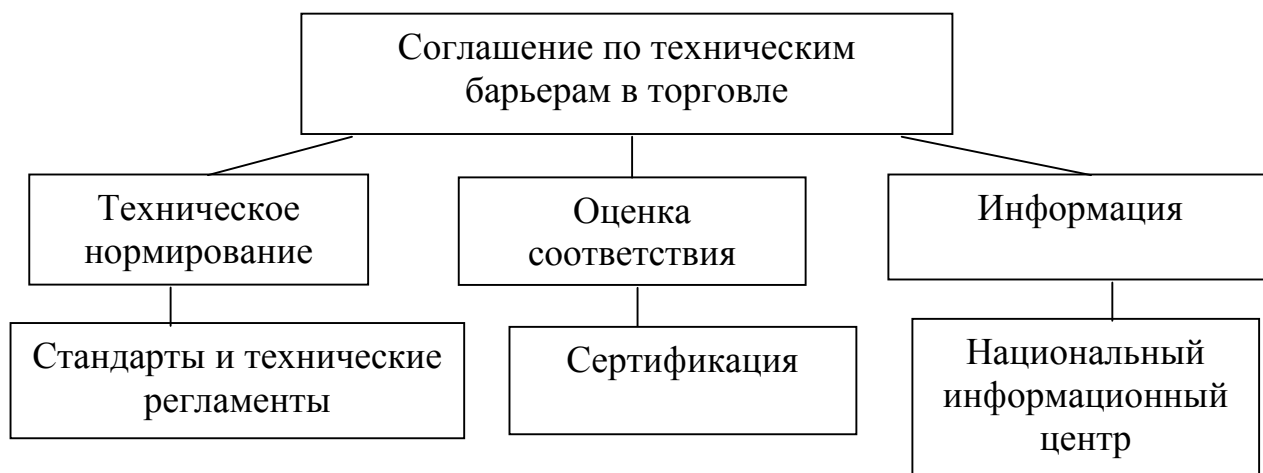 Соглашение по техническим
барьерам в торговле
Техническое
нормирование
Оценка
соответствия
Информация
Стандарты и технические
регламенты
Сертификация
Национальный
информационный
центр